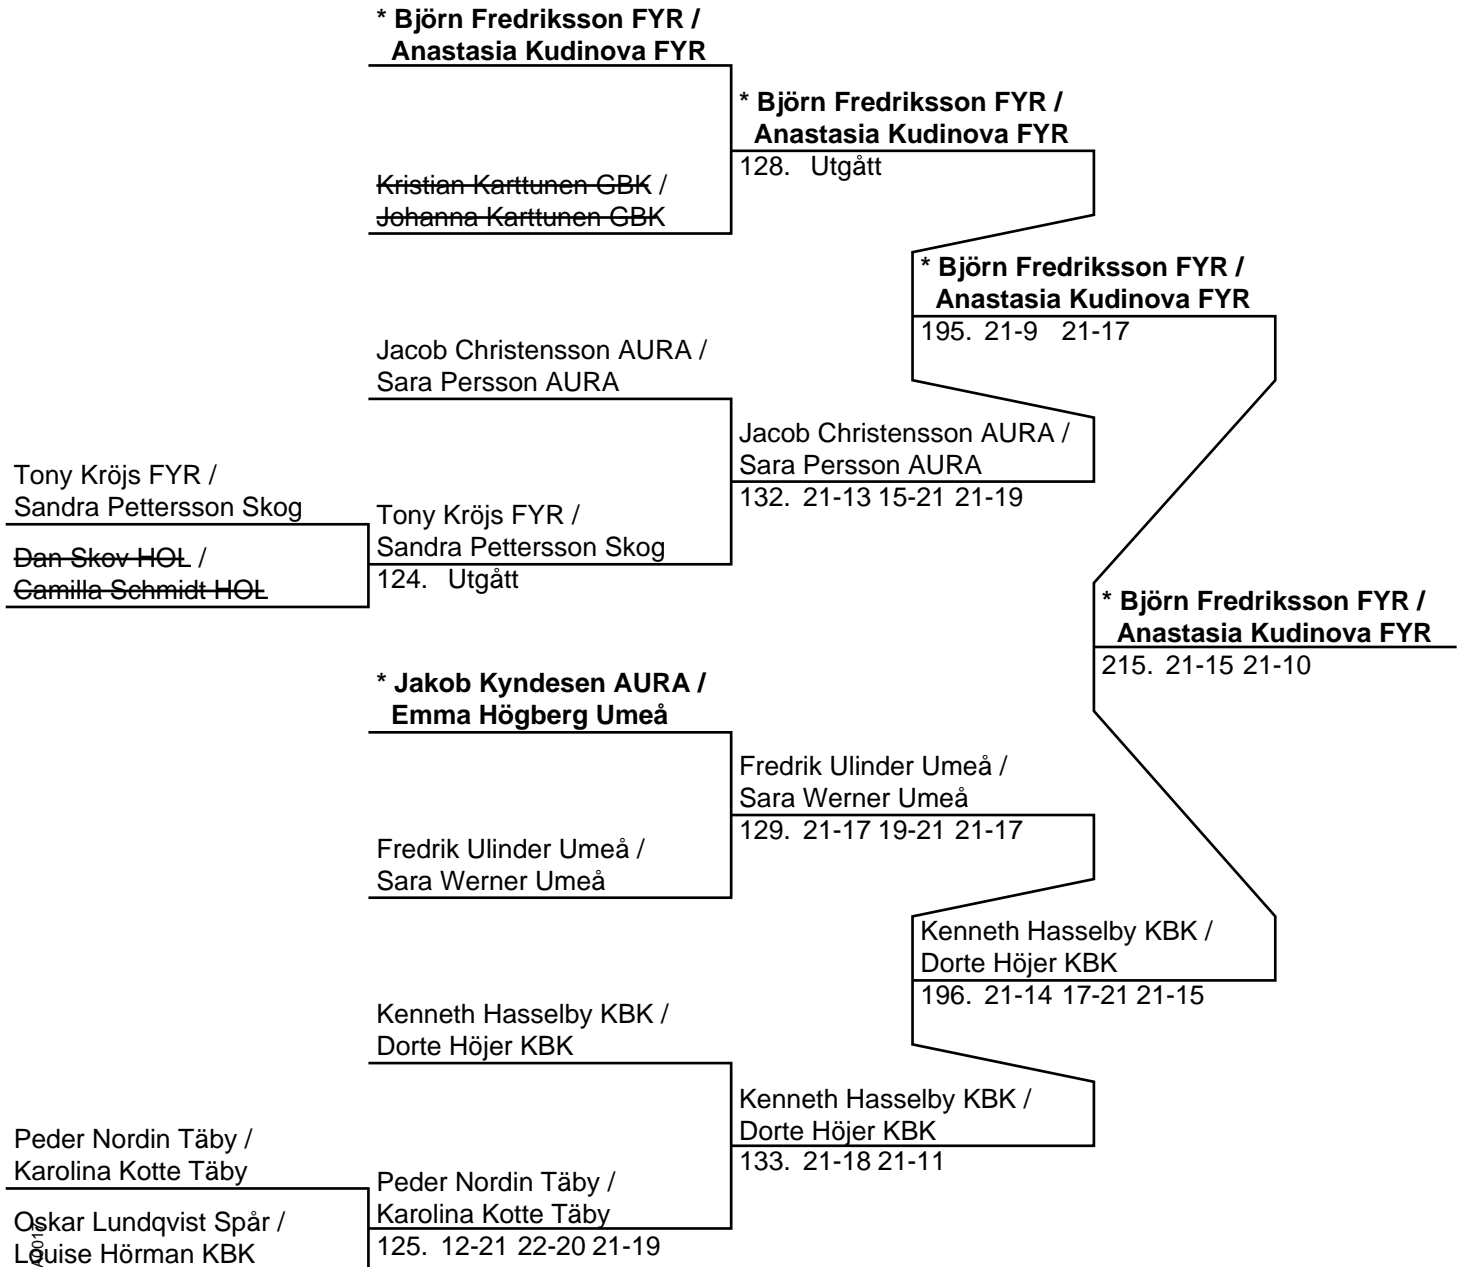 * Björn Fredriksson FYR /
Anastasia Kudinova FYR
* Björn Fredriksson FYR /
Anastasia Kudinova FYR
128. Utgått
Kristian Karttunen GBK /
Johanna Karttunen GBK
* Björn Fredriksson FYR /
Anastasia Kudinova FYR
195. 21-9 21-17
Jacob Christensson AURA /
Sara Persson AURA
Jacob Christensson AURA /
Sara Persson AURA
132. 21-13 15-21 21-19
Tony Kröjs FYR /
Sandra Pettersson Skog
Tony Kröjs FYR /
Sandra Pettersson Skog
124. Utgått
Dan Skov HOL /
Camilla Schmidt HOL
* Björn Fredriksson FYR /
Anastasia Kudinova FYR
215. 21-15 21-10
* Jakob Kyndesen AURA /
Emma Högberg Umeå
Fredrik Ulinder Umeå /
Sara Werner Umeå
129. 21-17 19-21 21-17
Fredrik Ulinder Umeå /
Sara Werner Umeå
Kenneth Hasselby KBK /
Dorte Höjer KBK
196. 21-14 17-21 21-15
Kenneth Hasselby KBK /
Dorte Höjer KBK
Kenneth Hasselby KBK /
Dorte Höjer KBK
133. 21-18 21-11
Peder Nordin Täby /
Karolina Kotte Täby
Peder Nordin Täby /
Karolina Kotte Täby
125. 12-21 22-20 21-19
Oskar Lundqvist Spår /
Louise Hörman KBK